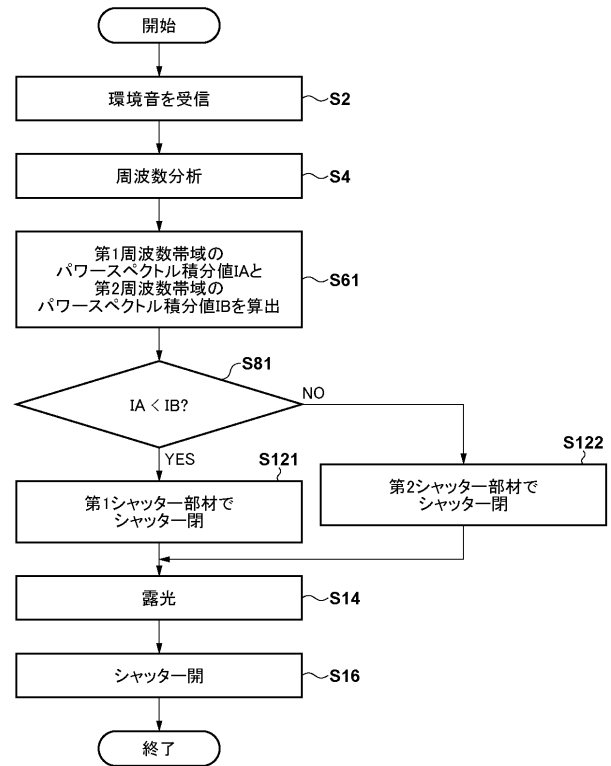 開始
環境音を受信
S2
周波数分析
S4
第1周波数帯域の
パワースペクトル積分値IAと
第2周波数帯域の
パワースペクトル積分値IBを算出
S61
S81
IA < IB?
NO
YES
S121
第1シャッター部材で
シャッター閉
S122
第2シャッター部材で
シャッター閉
露光
S14
シャッター開
S16
終了